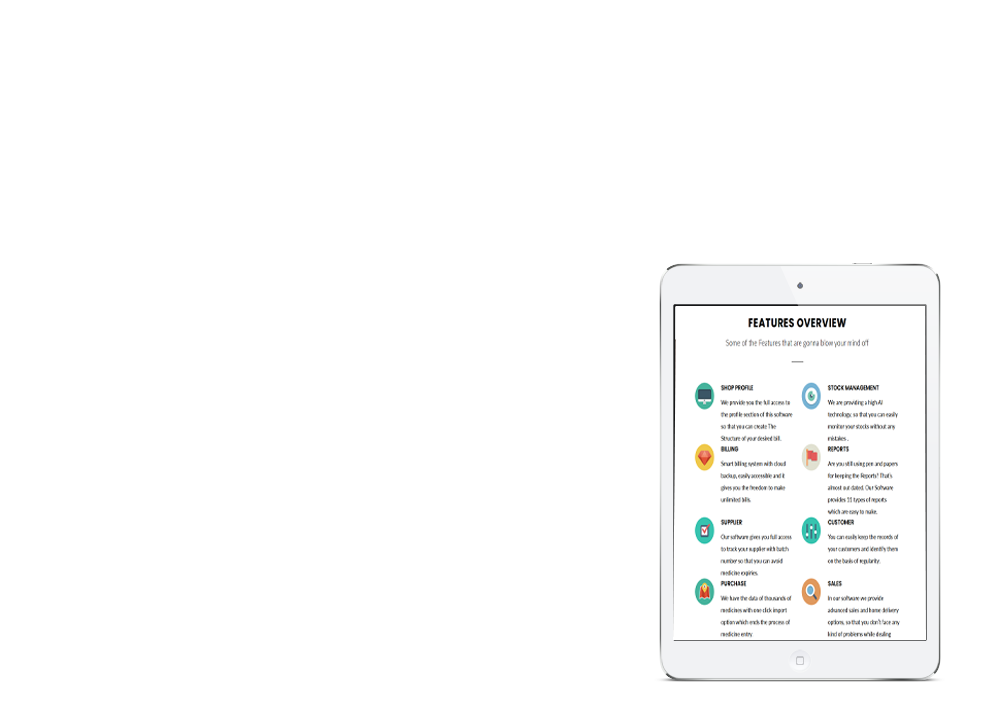 FEATURES OVERVIEW
Some of the Features that are gonna blow your mind off
SHOP PROFILE
We provide you the full access to
the profile section of this software
so that you can create The
Structure of your desired bill.
STOCK MANAGEMENT
We are providing a high AI
technology, so that you can easily
monitor your stocks without any
mistakes .
BILLING
Smart billing system with cloud
backup, easily accessible and it
gives you the freedom to make
unlimited bills.
REPORTS
Are you still using pen and papers
for keeping the Reports? That's
almost out dated. Our Software
provides 55 types of reports
which are easy to make.
SUPPLIER
Our software gives you full access
to track your supplier with batch
number so that you can avoid
medicine expiries.
CUSTOMER
You can easily keep the records of
your customers and identify them
on the basis of regularity.
PURCHASE
We have the data of thousands of
medicines with one click import
option which ends the process of
medicine entry.
SALES
In our software we provide
advanced sales and home delivery
options, so that you don't face any
kind of problems while dealing